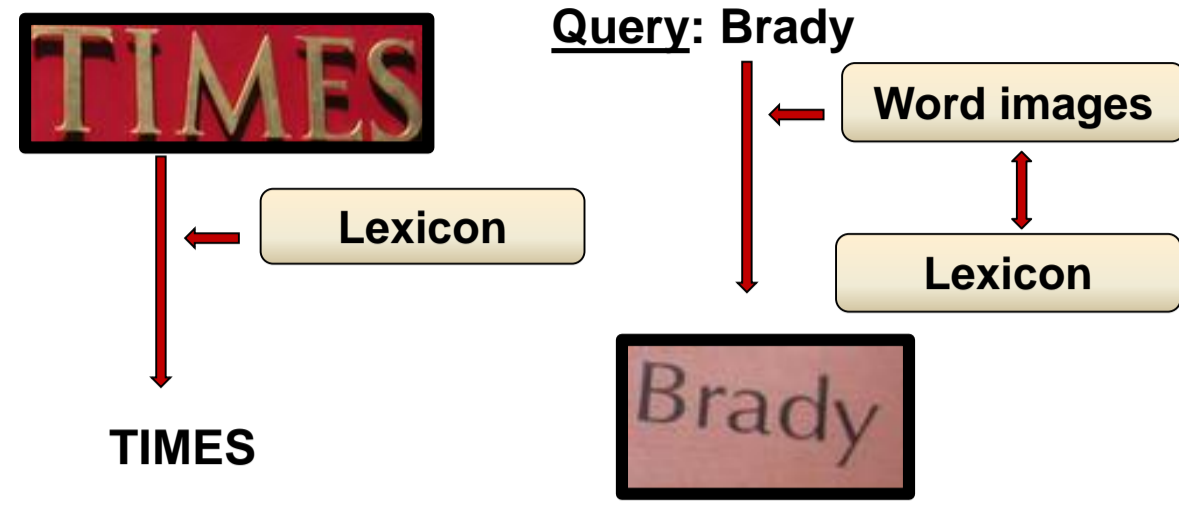 TIMES
Lexicon
TIMES
Query: Brady
Word images
Lexicon
Brady